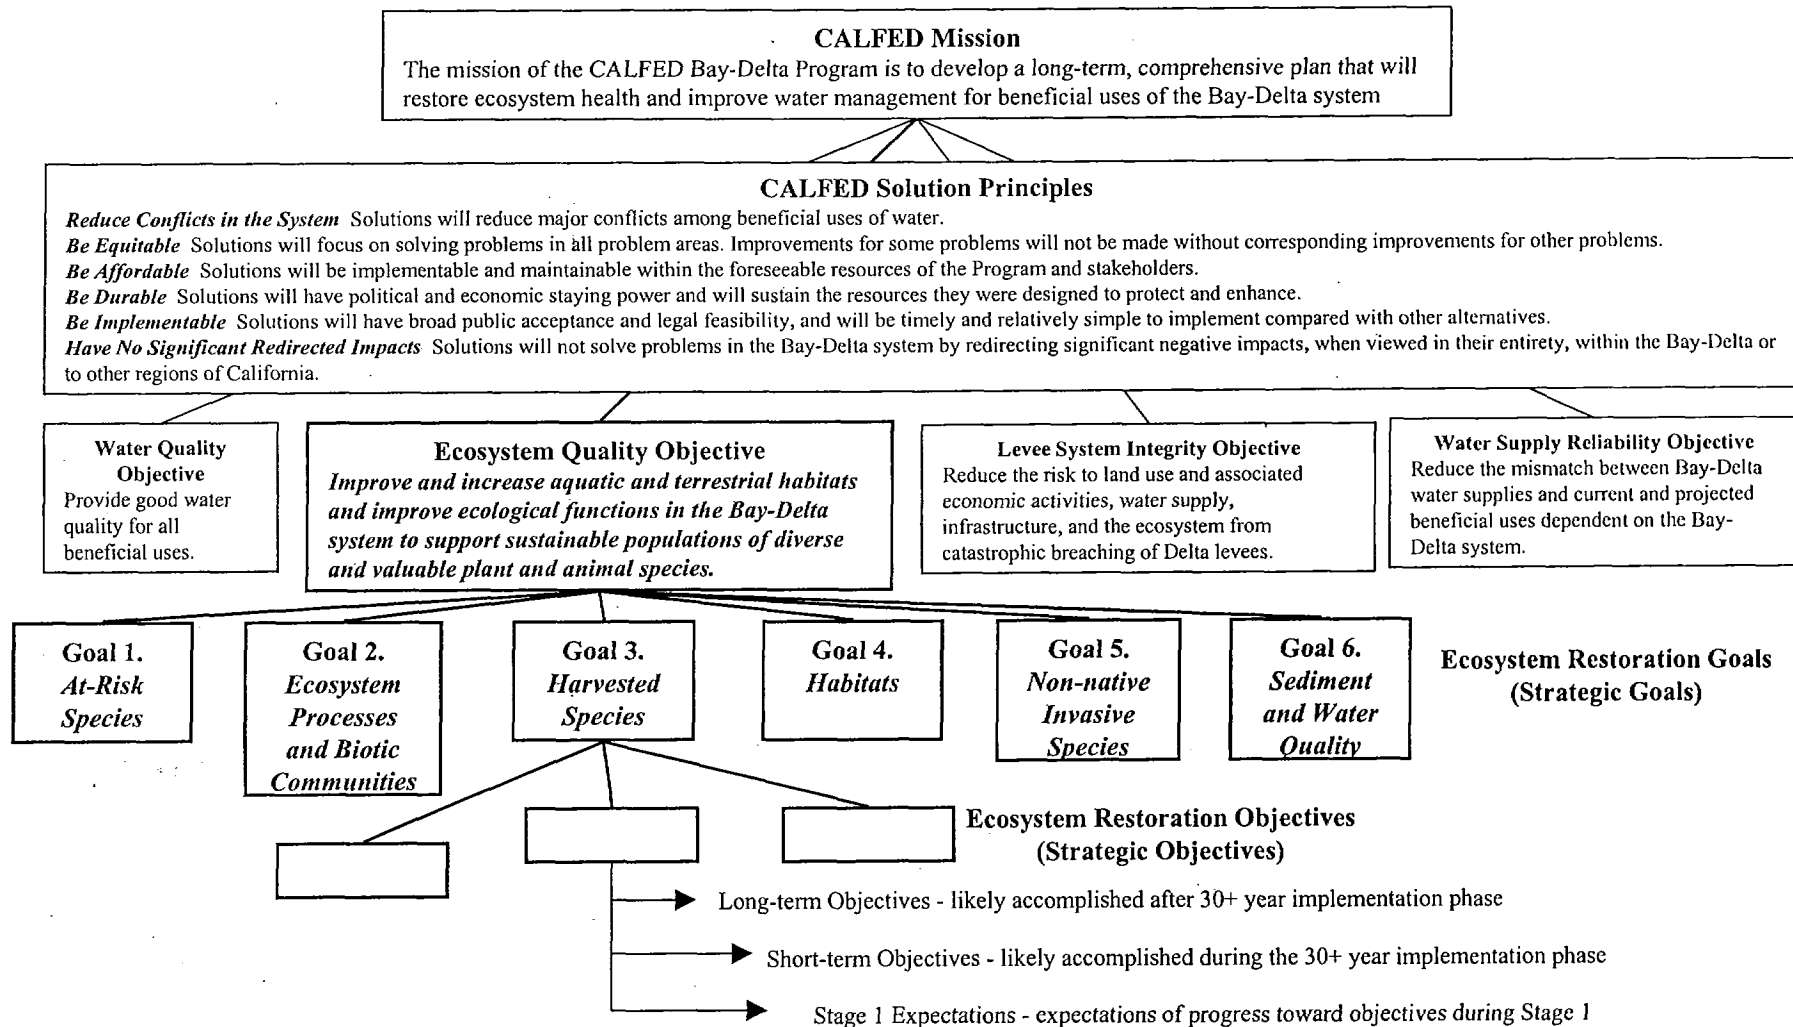 CALFED Mission
The mission of the CALFED Bay-Delta Program is to develop a long-term, comprehensive plan that will
restore ecosystem health and improve water management for beneficial uses of the Bay-Delta system
CALFED Solution Principles
Reduce Conflicts in the System Solutions will reduce major conflicts among beneficial uses of water.
Be Equitable Solutions will focus on solving problems in all problem areas. Improvements for some problems will not be made without corresponding improvements for other problems.
Be Affordable Solutions will be implementable and maintainable within the foreseeable resources of the Program and stakeholders.
Be Durable Solutions will have political and economic staying power and will sustain the resources they were designed to protect and enhance.
Be Implementable Solutions will have broad public acceptance and legal feasibility, and will be timely and relatively simple to implement compared with other alternatives.
Have No Significant Redirected Impacts Solutions will not solve problems in the Bay-Delta system by redirecting significant negative impacts, when viewed in their entirety, within the Bay-Delta or
to other regions of California.
Water Quality
Objective
Provide good water
quality for all
beneficial uses.
Ecosystem Quality Objective
Improve and increase aquatic and terrestrial habitats
and improve ecological functions in the Bay-Delta
system to support sustainable populations of diverse
and valuable plant and animal species.
Levee System Integrity Objective
Reduce the risk to land use and associated
economic activities, water supply,
infrastructure, and the ecosystem from
catastrophic breaching of Delta levees.
Water Supply Reliability Objective
Reduce the mismatch between Bay-Delta
water supplies and current and projected
beneficial uses dependent on the Bay-
Delta system.
Goal 1.
At-Risk
Species
Goal 2.
Ecosystem
Processes
and Biotic
Communities
Goal 3.
Harvested
Species
Goal 4.
Habitats
Goal 5.
Non-native
Invasive
Species
Goal 6.
Sediment
and Water
Quality
Ecosystem Restoration Goals
(Strategic Goals)
Ecosystem Restoration Objectives
(Strategic Objectives)
Long-term Objectives - likely accomplished after 30+ year implementation phase
Short-term Objectives - likely accomplished during the 30+ year implementation phase
Stage 1 Expectations - expectations of progress toward objectives during Stage 1